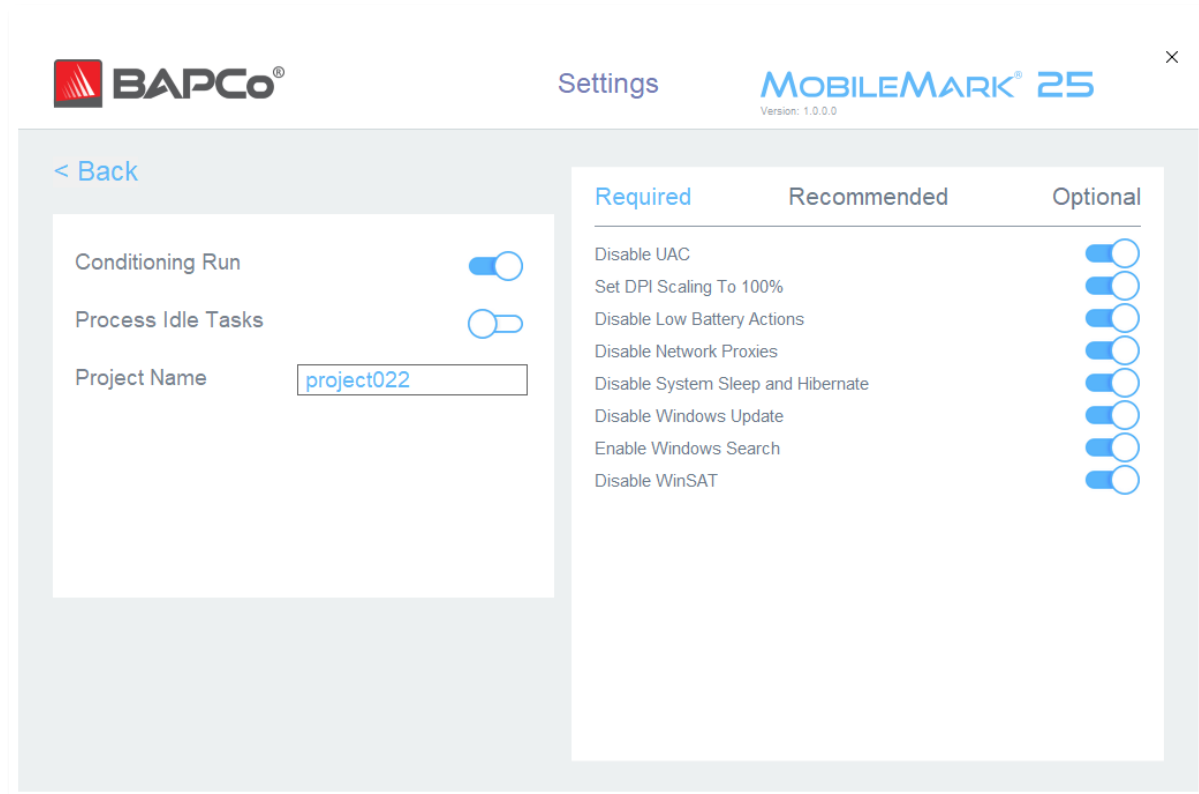 BAPCo®
Settings
MOBILEMARK® 25
Version: 1.0.0.0
< Back
Conditioning Run
Process Idle Tasks
Project Name project022
Required Recommended Optional
Disable UAC
Set DPI Scaling To 100%
Disable Low Battery Actions
Disable Network Proxies
Disable System Sleep and Hibernate
Disable Windows Update
Enable Windows Search
Disable WinSAT